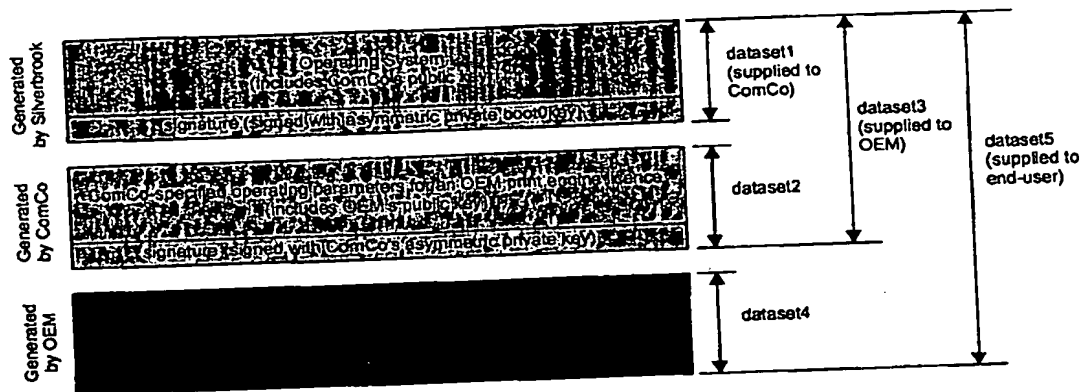 Generated
by Silverbrook
Operating System
(includes ComCo's public key)
signature (signed with asymmetric private boot0key)
dataset1
(supplied to
ComCo)
dataset3
(supplied to
OEM)
dataset5
(supplied to
end-user)
Generated
by ComCo
ComCo specified operating parameters for an OEM print engine licence
(includes OEM's public key)
signature (signed with ComCo's asymmetric private key)
dataset2
Generated
by OEM
dataset4